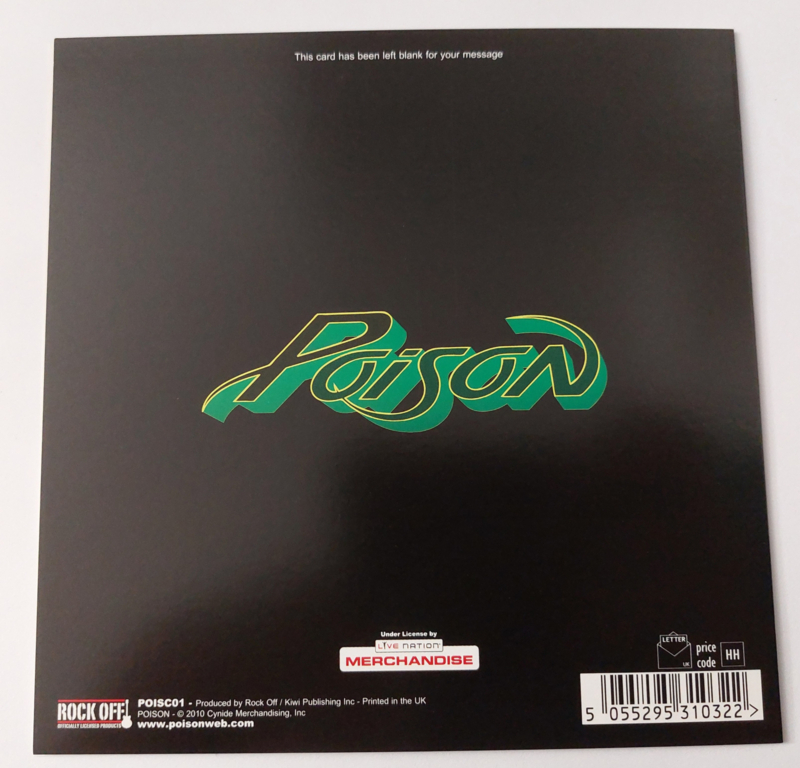 This card has been left blank for your message
Poison
Under License by
LIVE NATION
MERCHANDISE
LETTER
UK
price
code
HH
ROCK OFF!
OFFICIALLY LICENSED PRODUCTS
POISC01 - Produced by Rock Off / Kiwi Publishing Inc - Printed in the UK
POISON - © 2010 Cynide Merchandising, Inc
www.poisonweb.com
5 055295 310322 >